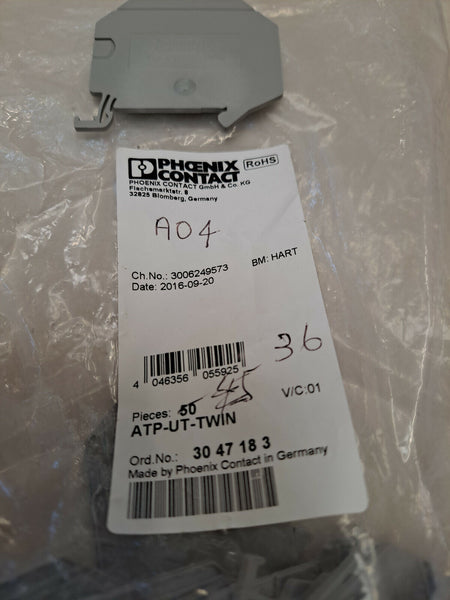 PHŒNIX
CONTACT
RoHS
PHOENIX CONTACT GmbH & Co. KG
Flachsmarktstr. 8
32825 Blomberg, Germany
A04
Ch.No.: 3006249573
BM: HART
Date: 2016-09-20
36
4 046356 055925
45
Pieces: 50
V/C:01
ATP-UT-TWIN
Ord.No.: 30 47 18 3
Made by Phoenix Contact in Germany